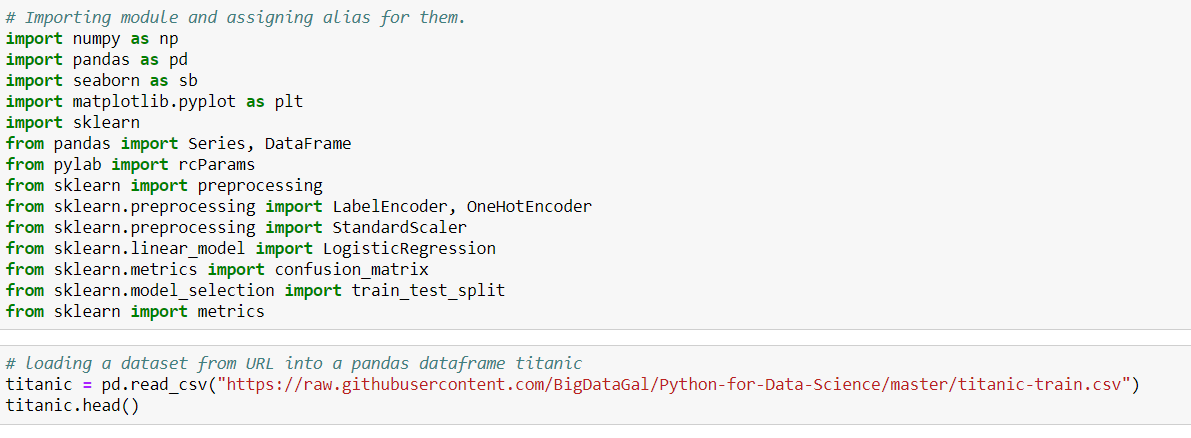 # Importing module and assigning alias for them.
import numpy as np
import pandas as pd
import seaborn as sb
import matplotlib.pyplot as plt
import sklearn
from pandas import Series, DataFrame
from pylab import rcParams
from sklearn import preprocessing
from sklearn.preprocessing import LabelEncoder, OneHotEncoder
from sklearn.preprocessing import StandardScaler
from sklearn.linear_model import LogisticRegression
from sklearn.metrics import confusion_matrix
from sklearn.model_selection import train_test_split
from sklearn import metrics
# loading a dataset from URL into a pandas dataframe titanic
titanic = pd.read_csv("https://raw.githubusercontent.com/BigDataGal/Python-for-Data-Science/master/titanic-train.csv")
titanic.head()